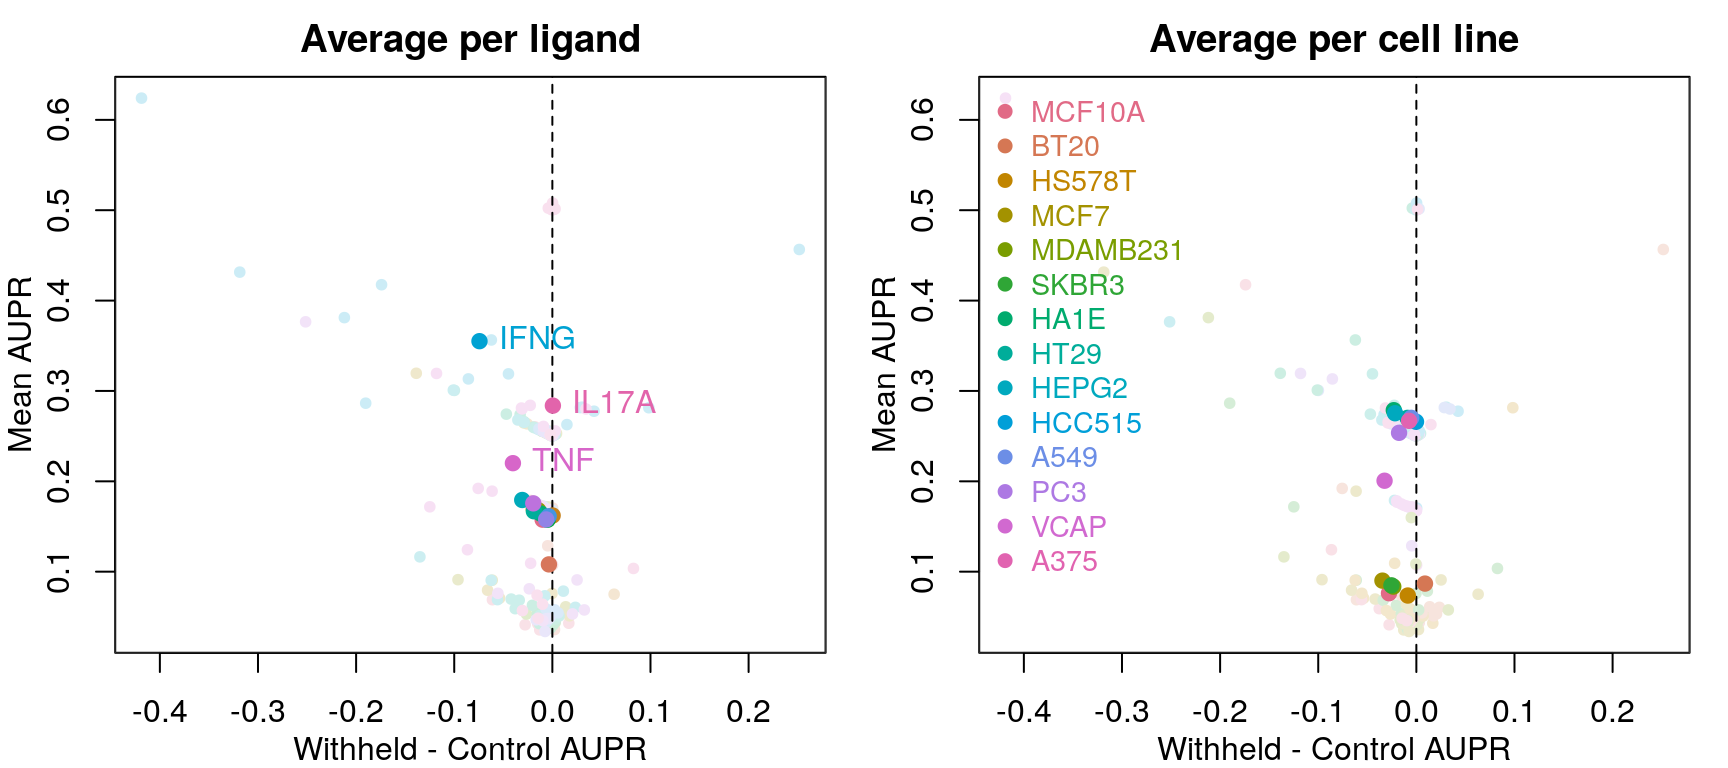 Average per ligand
Mean AUPR
0.6
0.5
0.4
0.3
0.2
0.1
IFNG
IL17A
TNF
-0.4 -0.3 -0.2 -0.1 0.0 0.1 0.2
Withheld - Control AUPR
Average per cell line
Mean AUPR
0.6
0.5
0.4
0.3
0.2
0.1
MCF10A
BT20
HS578T
MCF7
MDAMB231
SKBR3
HA1E
HT29
HEPG2
HCC515
A549
PC3
VCAP
A375
-0.4 -0.3 -0.2 -0.1 0.0 0.1 0.2
Withheld - Control AUPR